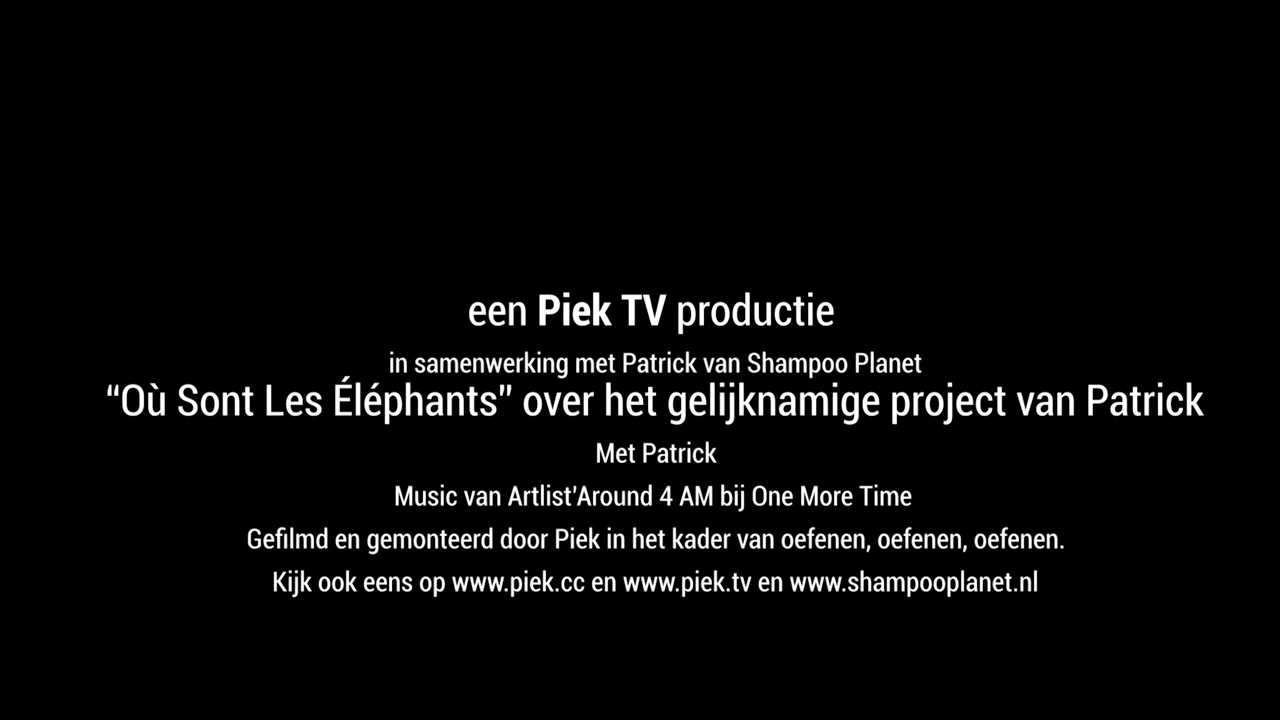 een Piek TV productie
in samenwerking met Patrick van Shampoo Planet
“Où Sont Les Éléphants” over het gelijknamige project van Patrick
Met Patrick
Music van Artlist'Around 4 AM bij One More Time
Gefilmd en gemonteerd door Piek in het kader van oefenen, oefenen, oefenen.
Kijk ook eens op www.piek.cc en www.piek.tv en www.shampooplanet.nl